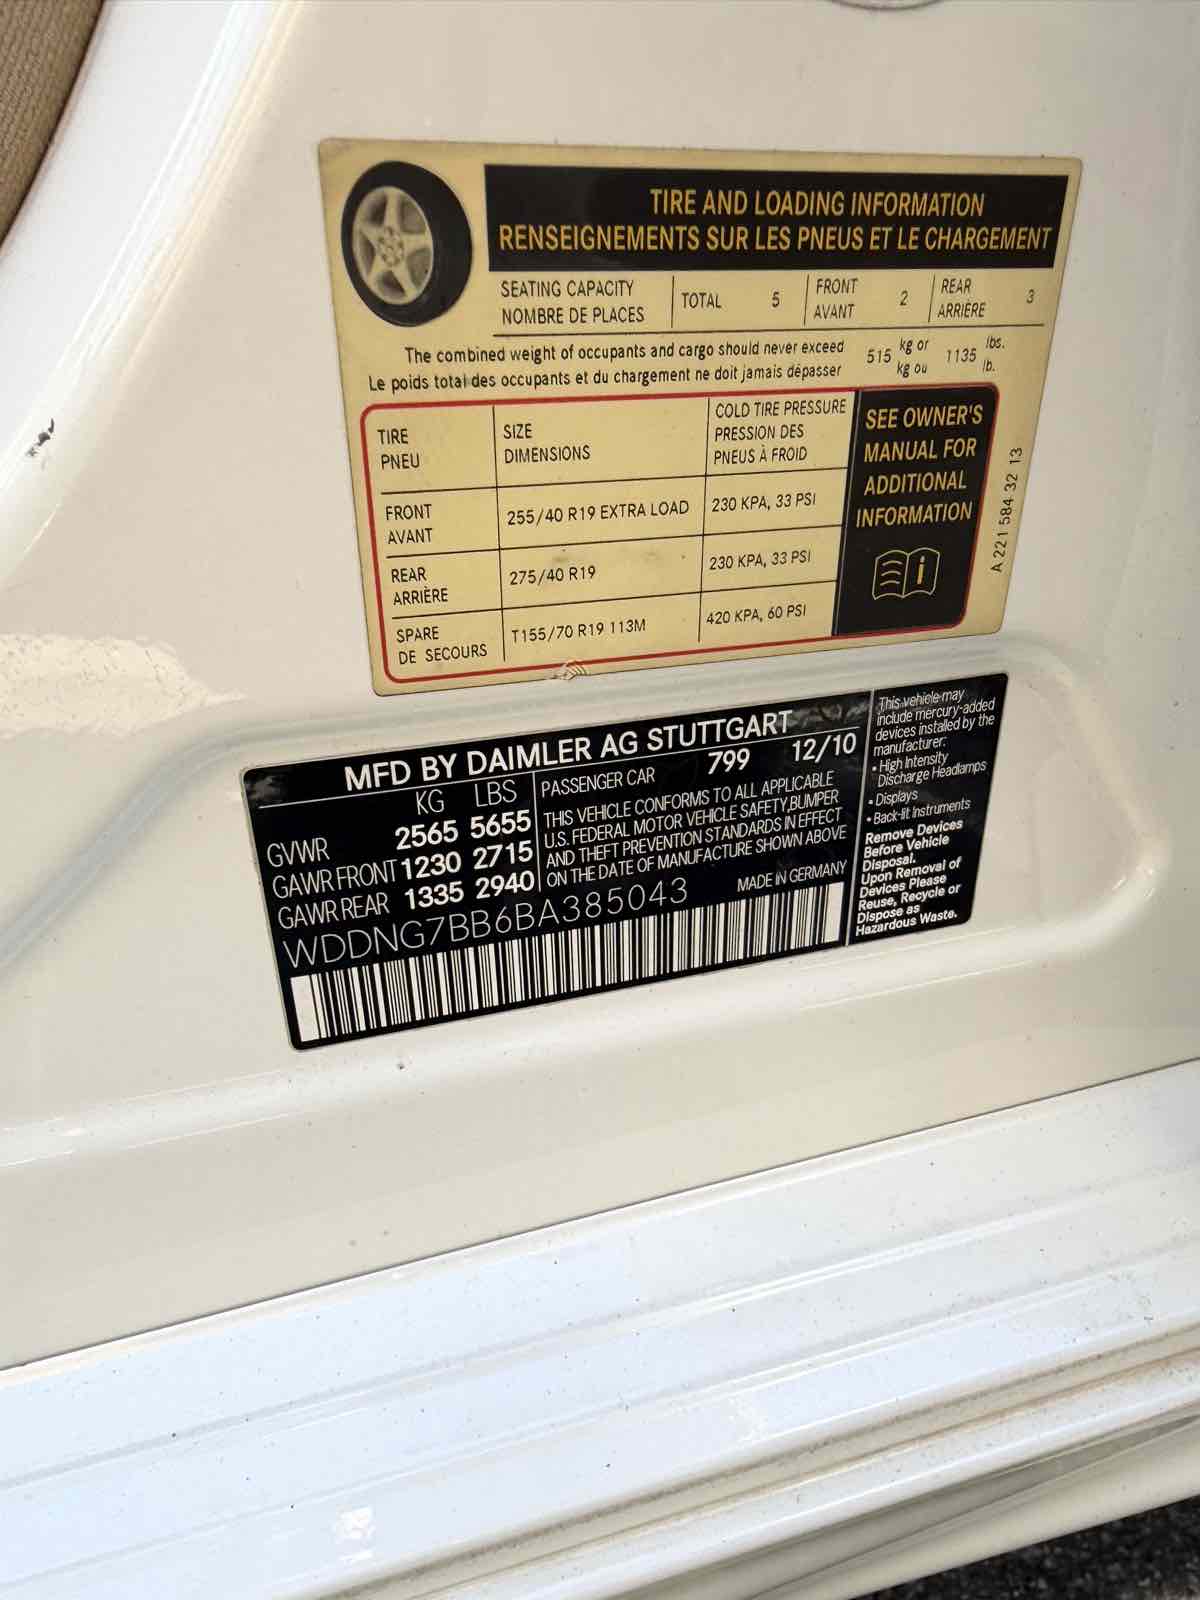 TIRE AND LOADING INFORMATION
RENSEIGNEMENTS SUR LES PNEUS ET LE CHARGEMENT
SEATING CAPACITY
NOMBRE DE PLACES
TOTAL 5
FRONT
AVANT
2
REAR
ARRIÈRE
3
The combined weight of occupants and cargo should never exceed
Le poids total des occupants et du chargement ne doit jamais dépasser
515 kg or
kg ou
1135 lbs.
lb.
TIRE
PNEU
SIZE
DIMENSIONS
COLD TIRE PRESSURE
PRESSION DES
PNEUS À FROID
FRONT
AVANT
255/40 R19 EXTRA LOAD
230 KPA, 33 PSI
REAR
ARRIÈRE
275/40 R19
230 KPA, 33 PSI
SPARE
DE SECOURS
T155/70 R19 113M
420 KPA, 60 PSI
SEE OWNER'S
MANUAL FOR
ADDITIONAL
INFORMATION
i
A 221 584 32 13
MFD BY DAIMLER AG STUTTGART
KG LBS
GVWR 2565 5655
GAWR FRONT 1230 2715
GAWR REAR 1335 2940
PASSENGER CAR 799 12/10
THIS VEHICLE CONFORMS TO ALL APPLICABLE
U.S. FEDERAL MOTOR VEHICLE SAFETY,BUMPER
AND THEFT PREVENTION STANDARDS IN EFFECT
ON THE DATE OF MANUFACTURE SHOWN ABOVE
WDDNG7BB6BA385043
MADE IN GERMANY
This vehicle may
include mercury-added
devices installed by the
manufacturer:
• High Intensity
Discharge Headlamps
• Displays
• Back-lit Instruments
Remove Devices
Before Vehicle
Disposal.
Upon Removal of
Devices Please
Reuse, Recycle or
Dispose as
Hazardous Waste.